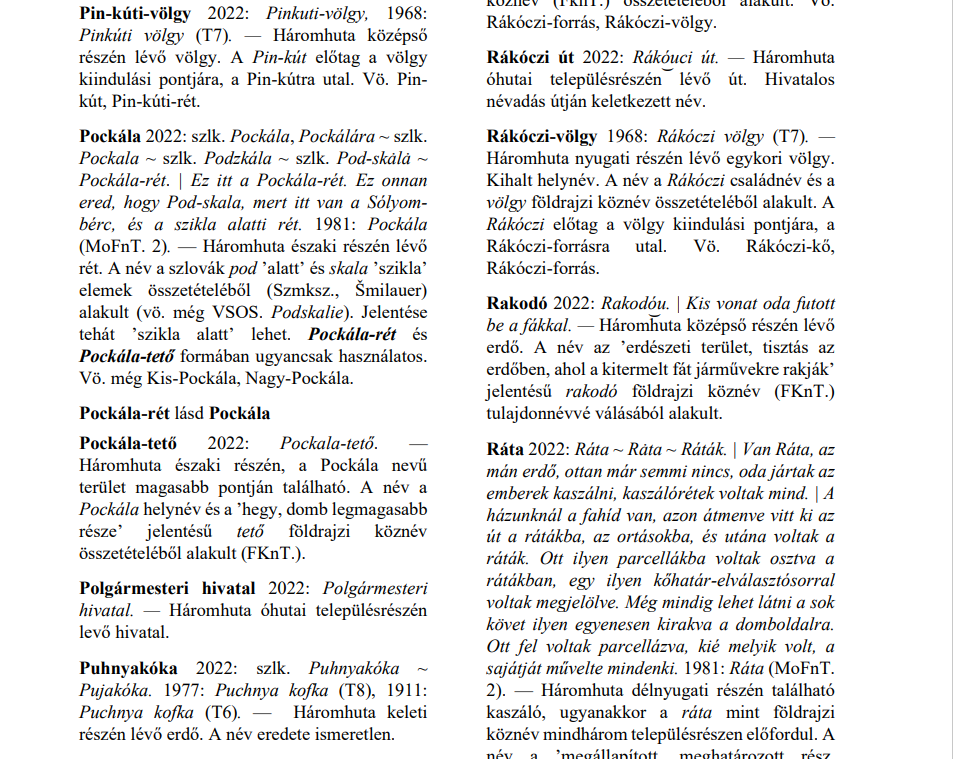 Pin-kúti-völgy 2022: Pinkuti-völgy, 1968:
Pinkúti völgy (T7). — Háromhuta középső
részén lévő völgy. A Pin-kút előtag a völgy
kiindulási pontjára, a Pin-kútra utal. Vö. Pin-
kút, Pin-kúti-rét.
Pockála 2022: szlk. Pockála, Pockálára ~ szlk.
Pockala ~ szlk. Podzkála ~ szlk. Pod-skȧlȧ ~
Pockála-rét. | Ez itt a Pockála-rét. Ez onnan
ered, hogy Pod-skala, mert itt van a Sólyom-
bérc, és a szikla alatti rét. 1981: Pockála
(MoFnT. 2). — Háromhuta északi részén lévő
rét. A név a szlovák pod ’alatt’ és skala ’szikla’
elemek összetételéből (Szmksz., Šmilauer)
alakult (vö. még VSOS. Podskalie). Jelentése
tehát ’szikla alatt’ lehet. Pockála-rét és
Pockála-tető formában ugyancsak használatos.
Vö. még Kis-Pockála, Nagy-Pockála.
Pockála-rét lásd Pockála
Pockála-tető 2022: Pockala-tető. —
Háromhuta északi részén, a Pockála nevű
terület magasabb pontján található. A név a
Pockála helynév és a ’hegy, domb legmagasabb
része’ jelentésű tető földrajzi köznév
összetételéből alakult (FKnT.).
Polgármesteri hivatal 2022: Polgármesteri
hivatal. — Háromhuta óhutai településrészén
levő hivatal.
Puhnyakóka 2022: szlk. Puhnyakóka ~
Pujakóka. 1977: Puchnya kofka (T8), 1911:
Puchnya kofka (T6). — Háromhuta keleti
részén lévő erdő. A név eredete ismeretlen.
köznév (FKnT.) összetételéből alakult. Vö.
Rákóczi-forrás, Rákóczi-völgy.
Rákóczi út 2022: Rákó͜uci út. — Háromhuta
óhutai településrészén lévő út. Hivatalos
névadás útján keletkezett név.
Rákóczi-völgy 1968: Rákóczi völgy (T7). —
Háromhuta nyugati részén lévő egykori völgy.
Kihalt helynév. A név a Rákóczi családnév és a
völgy földrajzi köznév összetételéből alakult. A
Rákóczi előtag a völgy kiindulási pontjára, a
Rákóczi-forrásra utal. Vö. Rákóczi-kő,
Rákóczi-forrás.
Rakodó 2022: Rakodó͜u. | Kis vonat oda futott
be a fákkal. — Háromhuta középső részén lévő
erdő. A név az ’erdészeti terület, tisztás az
erdőben, ahol a kitermelt fát járművekre rakják’
jelentésű rakodó földrajzi köznév (FKnT.)
tulajdonnévvé válásából alakult.
Ráta 2022: Ráta ~ Rȧta ~ Ráták. | Van Ráta, az
mán erdő, ottan már semmi nincs, oda jártak az
emberek kaszálni, kaszálórétek voltak mind. | A
házunknál a fahíd van, azon átmenve vitt ki az
út a rátákba, az ortásokba, és utána voltak a
ráták. Ott ilyen parcellákba voltak osztva a
rátákban, egy ilyen kőhatár-elválasztósorral
voltak megjelölve. Még mindig lehet látni a sok
követ ilyen egyenesen kirakva a domboldalra.
Ott fel voltak parcellázva, kié melyik volt, a
sajátját művelte mindenki. 1981: Ráta (MoFnT.
2). — Háromhuta délnyugati részén található
kaszáló, ugyanakkor a ráta mint földrajzi
köznév mindhárom településrészen előfordul. A
név a ’megállapított, meghatározott rész,